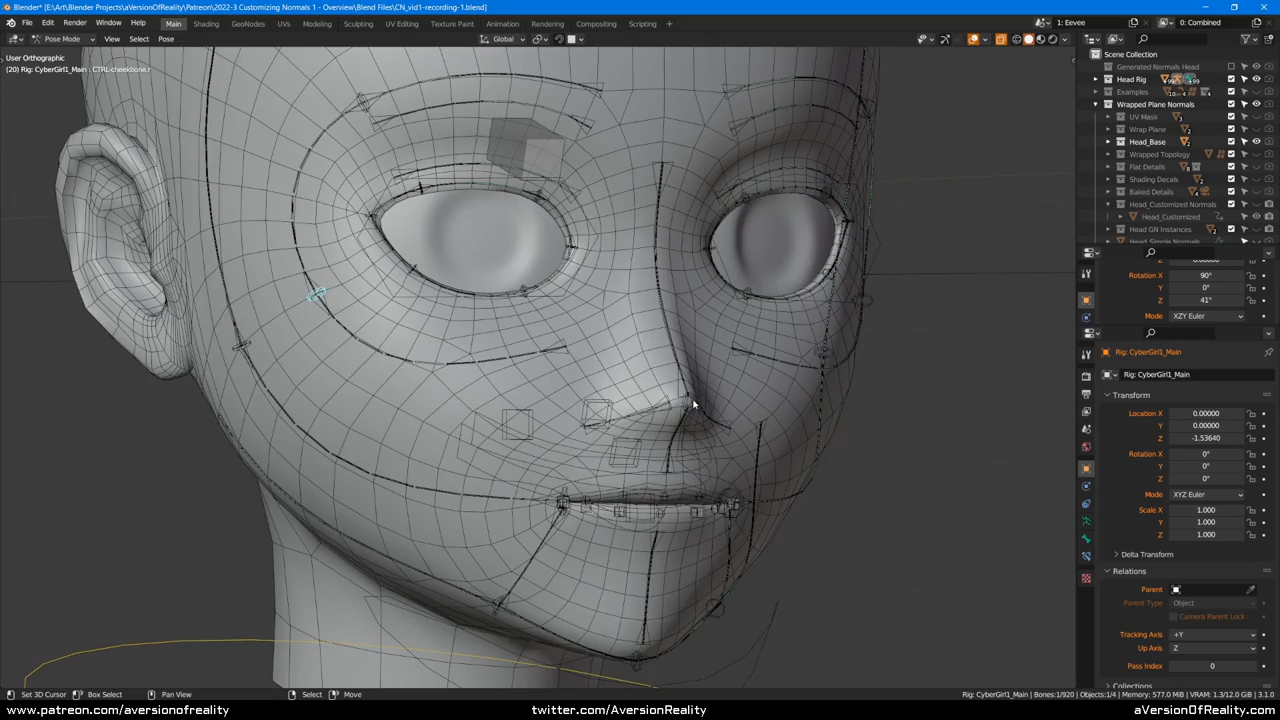 Blender* [E:\Art\Blender\aVersionOfReality\Patreon\2022-3 Customizing Normals 1 - Overview\Blend Files\CN_vid1-recording-1.blend]
File Edit Render Window Help Main Shading GeoNodes UVs Modeling Sculpting UV Editing Texture Paint Animation Rendering Compositing Scripting 1: Eevee 0: Combined
Pose Mode View Select Pose Global
User Orthographic
(20) Rig: CyberGirl1_Main : CTRL-cheekbone.r
Scene Collection
Generated Normals Head
Head Rig
Examples
Wrapped Plane Normals
UV Mask
Wrap Plane
Head_Base
Wrapped Topology
Flat Details
Shading Decals
Baked Details
Head_Customized Normals
Head_Customized
Head GN Instances
Head_Simple Normals
Rotation X 90°
Y 0°
Z 41°
Mode XZY Euler
Rig: CyberGirl1_Main
Rig: CyberGirl1_Main
Transform
Location X 0.00000
Y 0.00000
Z -1.53640
Rotation X 0°
Y 0°
Z 0°
Mode XYZ Euler
Scale X 1.000
Y 1.000
Z 1.000
Delta Transform
Relations
Parent
Parent Type Object
Camera Parent Lock
Tracking Axis +Y
Up Axis Z
Pass Index 0
Collections
Set 3D Cursor Box Select Pan View Select Move Rig: CyberGirl1_Main | Bones:1/920 | Objects:1/4 | Memory: 577.0 MiB | VRAM: 1.3/12.0 GiB | 3.1.0
www.patreon.com/aversionofreality twitter.com/AversionReality aVersionOfReality.com